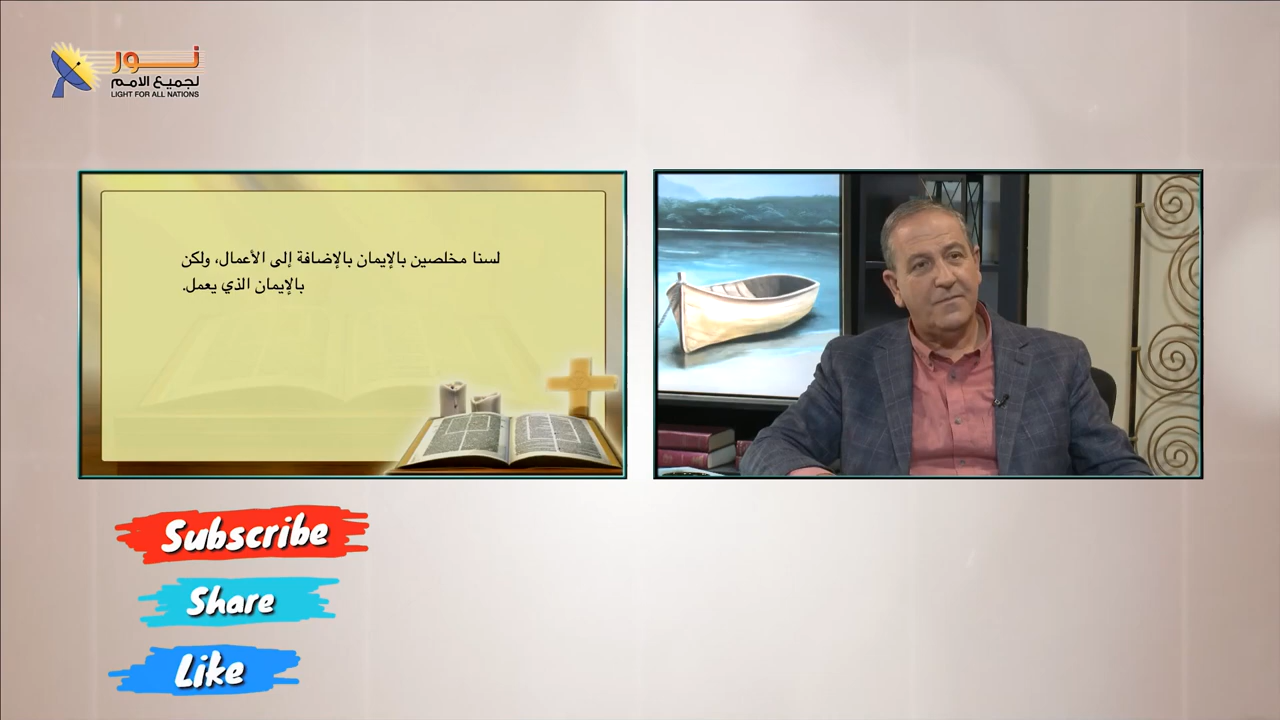 نور
لجميع الامم
LIGHT FOR ALL NATIONS
لسنا مخلصين بالإيمان بالإضافة إلى الأعمال، ولكن
بالإيمان الذي يعمل.
Subscribe
Share
Like